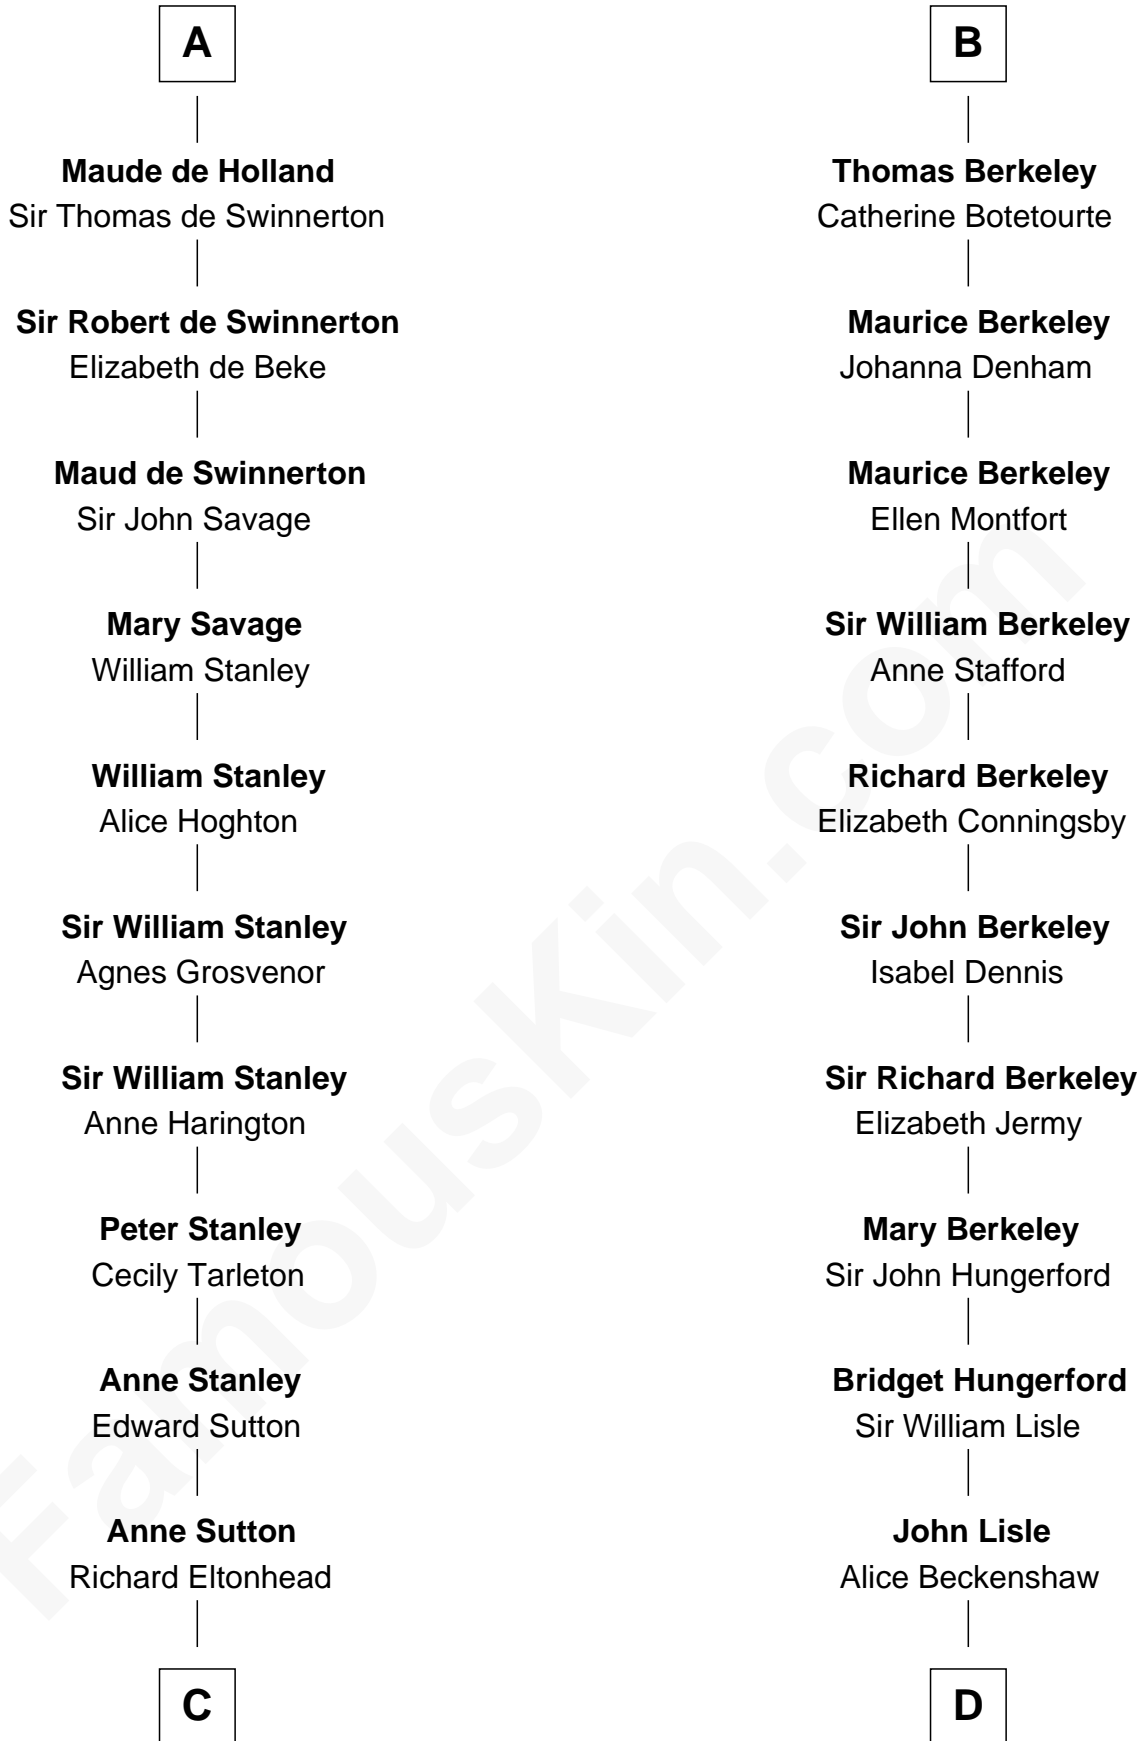 A
Maude de Holland
Sir Thomas de Swinnerton
Sir Robert de Swinnerton
Elizabeth de Beke
Maud de Swinnerton
Sir John Savage
Mary Savage
William Stanley
William Stanley
Alice Hoghton
Sir William Stanley
Agnes Grosvenor
Sir William Stanley
Anne Harington
Peter Stanley
Cecily Tarleton
Anne Stanley
Edward Sutton
Anne Sutton
Richard Eltonhead
C
B
Thomas Berkeley
Catherine Botetourte
Maurice Berkeley
Johanna Denham
Maurice Berkeley
Ellen Montfort
Sir William Berkeley
Anne Stafford
Richard Berkeley
Elizabeth Conningsby
Sir John Berkeley
Isabel Dennis
Sir Richard Berkeley
Elizabeth Jermy
Mary Berkeley
Sir John Hungerford
Bridget Hungerford
Sir William Lisle
John Lisle
Alice Beckenshaw
D
FamousKin.com